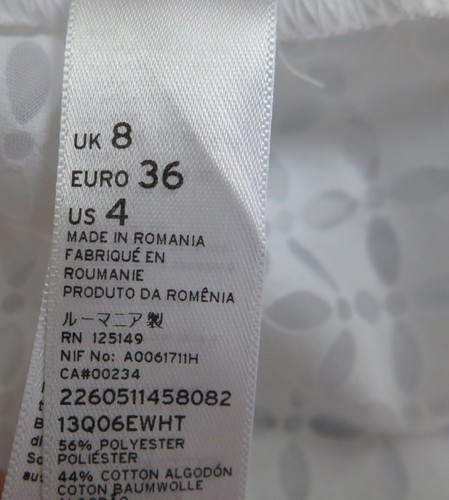 UK 8
EURO 36
US 4
MADE IN ROMANIA
FABRIQUÉ EN
ROUMANIE
PRODUTO DA ROMÊNIA
ルーマニア製
RN 125149
NIF No: A0061711H
CA#00234
2260511458082
13Q06EWHT
56% POLYESTER
POLIÉSTER
44% COTTON ALGODÓN
COTON BAUMWOLLE